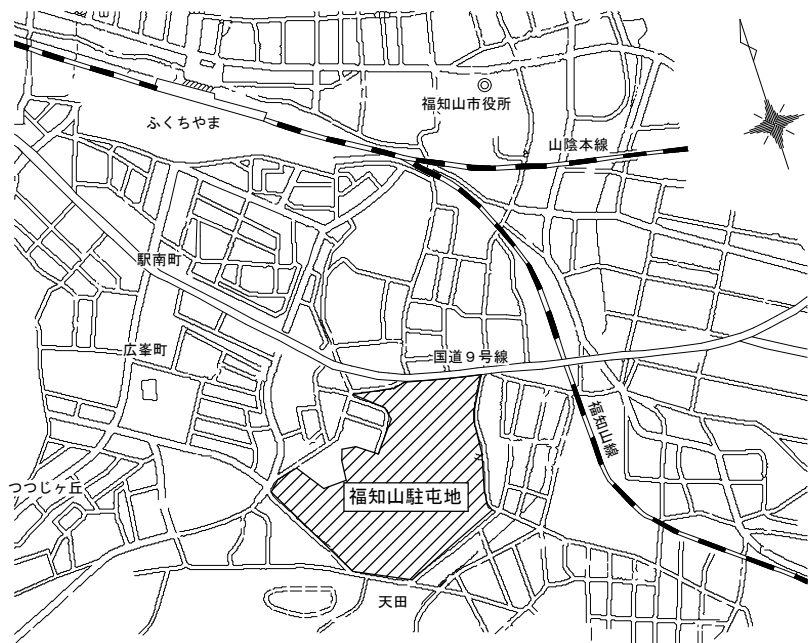 福知山市役所
ふくちやま
山陰本線
駅南町
広峯町
国道９号線
福知山線
つつじヶ丘
福知山駐屯地
天田